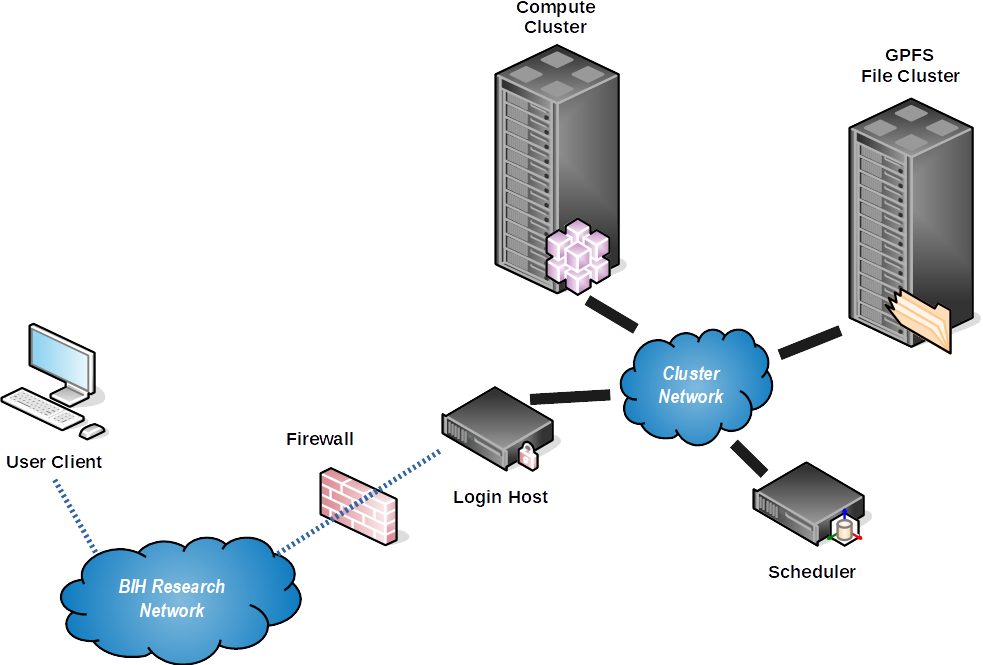 Compute
Cluster
GPFS
File Cluster
Cluster
Network
Firewall
User Client
Login Host
Scheduler
BIH Research
Network